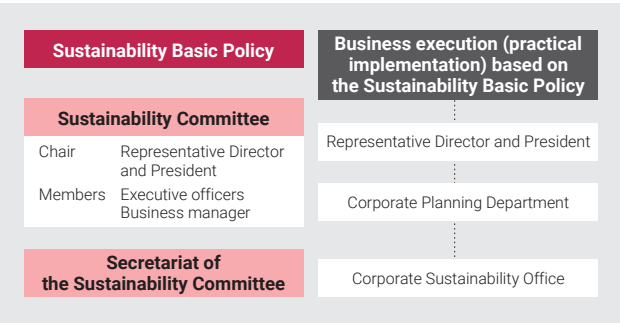 Sustainability Basic Policy
Sustainability Committee
Chair Representative Director
and President
Members Executive officers
Business manager
Secretariat of
the Sustainability Committee
Business execution (practical
implementation) based on
the Sustainability Basic Policy
Representative Director and President
Corporate Planning Department
Corporate Sustainability Office